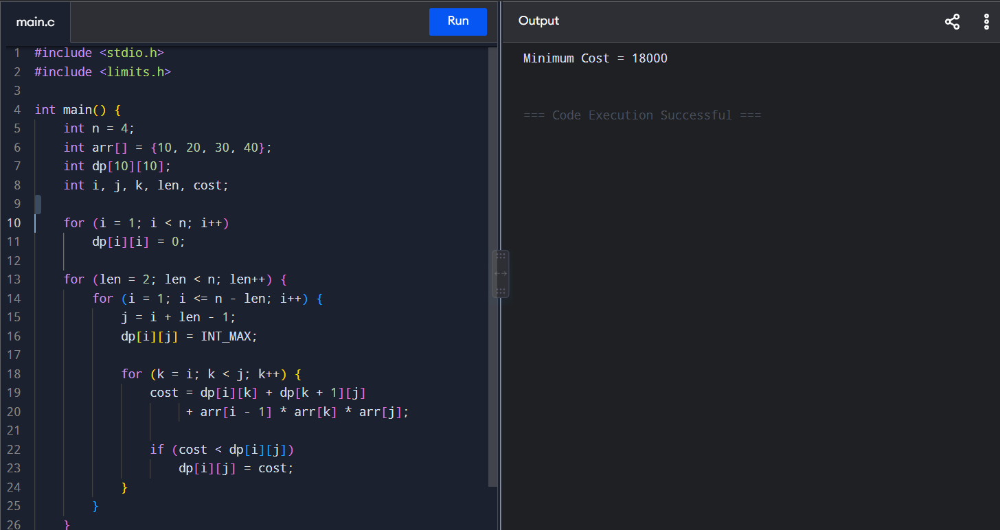 main.c
Run
1 #include <stdio.h>
2 #include <limits.h>
3
4 int main() {
5     int n = 4;
6     int arr[] = {10, 20, 30, 40};
7     int dp[10][10];
8     int i, j, k, len, cost;
9
10     for (i = 1; i < n; i++)
11         dp[i][i] = 0;
12
13     for (len = 2; len < n; len++) {
14         for (i = 1; i <= n - len; i++) {
15             j = i + len - 1;
16             dp[i][j] = INT_MAX;
17
18             for (k = i; k < j; k++) {
19                 cost = dp[i][k] + dp[k + 1][j]
20                      + arr[i - 1] * arr[k] * arr[j];
21
22                 if (cost < dp[i][j])
23                     dp[i][j] = cost;
24             }
25         }
26     }
Output
Minimum Cost = 18000
=== Code Execution Successful ===